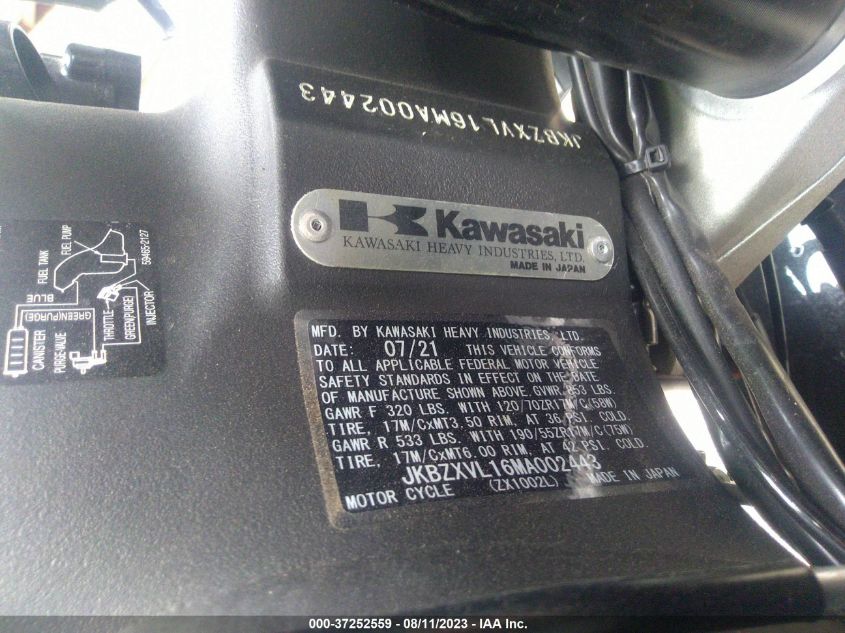 JKBZXVL16MA002443
Kawasaki
KAWASAKI HEAVY INDUSTRIES, LTD.
MADE IN JAPAN
MFD. BY KAWASAKI HEAVY INDUSTRIES, LTD.
DATE: 07/21 THIS VEHICLE CONFORMS
TO ALL APPLICABLE FEDERAL MOTOR VEHICLE
SAFETY STANDARDS IN EFFECT ON THE DATE
OF MANUFACTURE SHOWN ABOVE. GVWR 853 LBS.
GAWR F 320 LBS. WITH 120/70ZR17M/C(58W)
TIRE, 17M/CxMT3.50 RIM, AT 36 PSI COLD.
GAWR R 533 LBS. WITH 190/55ZR17M/C(75W)
TIRE, 17M/CxMT6.00 RIM, AT 42 PSI. COLD.
JKBZXVL16MA002443
MOTOR CYCLE (ZX1002L) MADE IN JAPAN
FUEL TANK
FUEL PUMP
59465-2127
BLUE
GREEN(PURGE)
CANISTER
PURGE-VALVE
THROTTLE
GREEN(PURGE)
INJECTOR
000-37252559 - 08/11/2023 - IAA Inc.